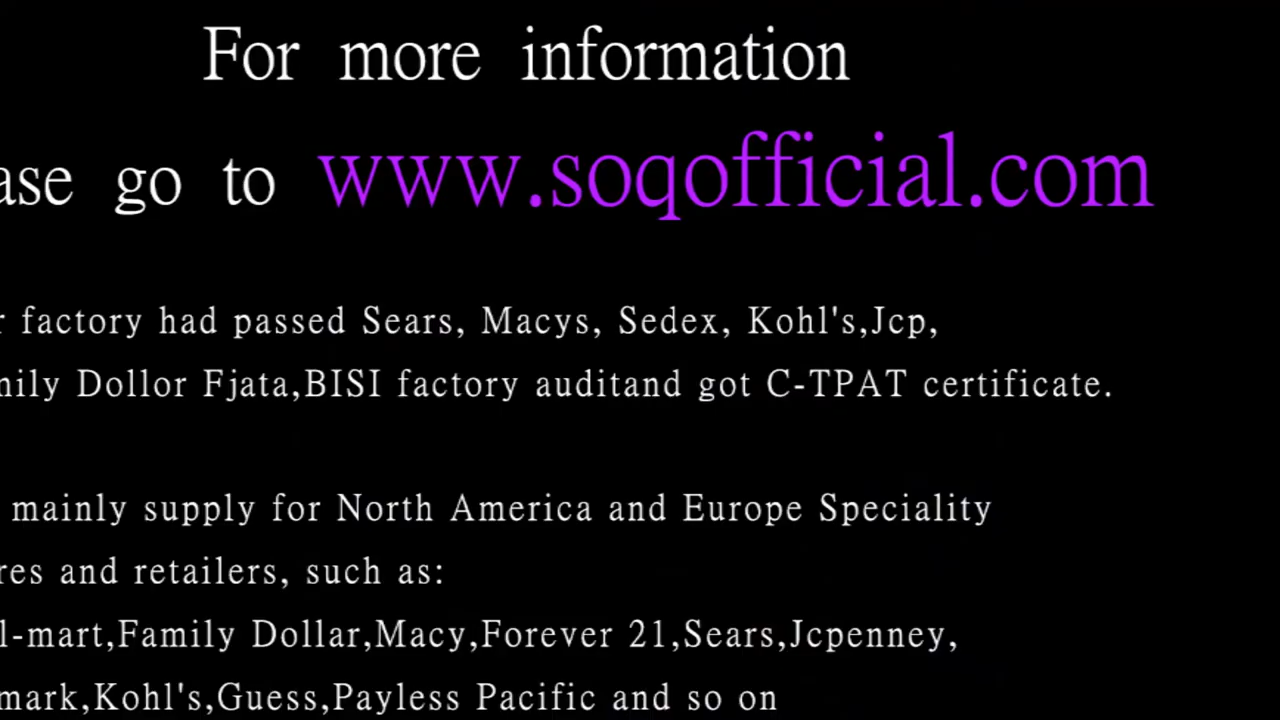 For more information
ase go to www.soqofficial.com
r factory had passed Sears, Macys, Sedex, Kohl's,Jcp,
nily Dollor Fjata,BISI factory auditand got C-TPAT certificate.
mainly supply for North America and Europe Speciality
res and retailers, such as:
l-mart,Family Dollar,Macy,Forever 21,Sears,Jcpenney,
mark,Kohl's,Guess,Payless Pacific and so on